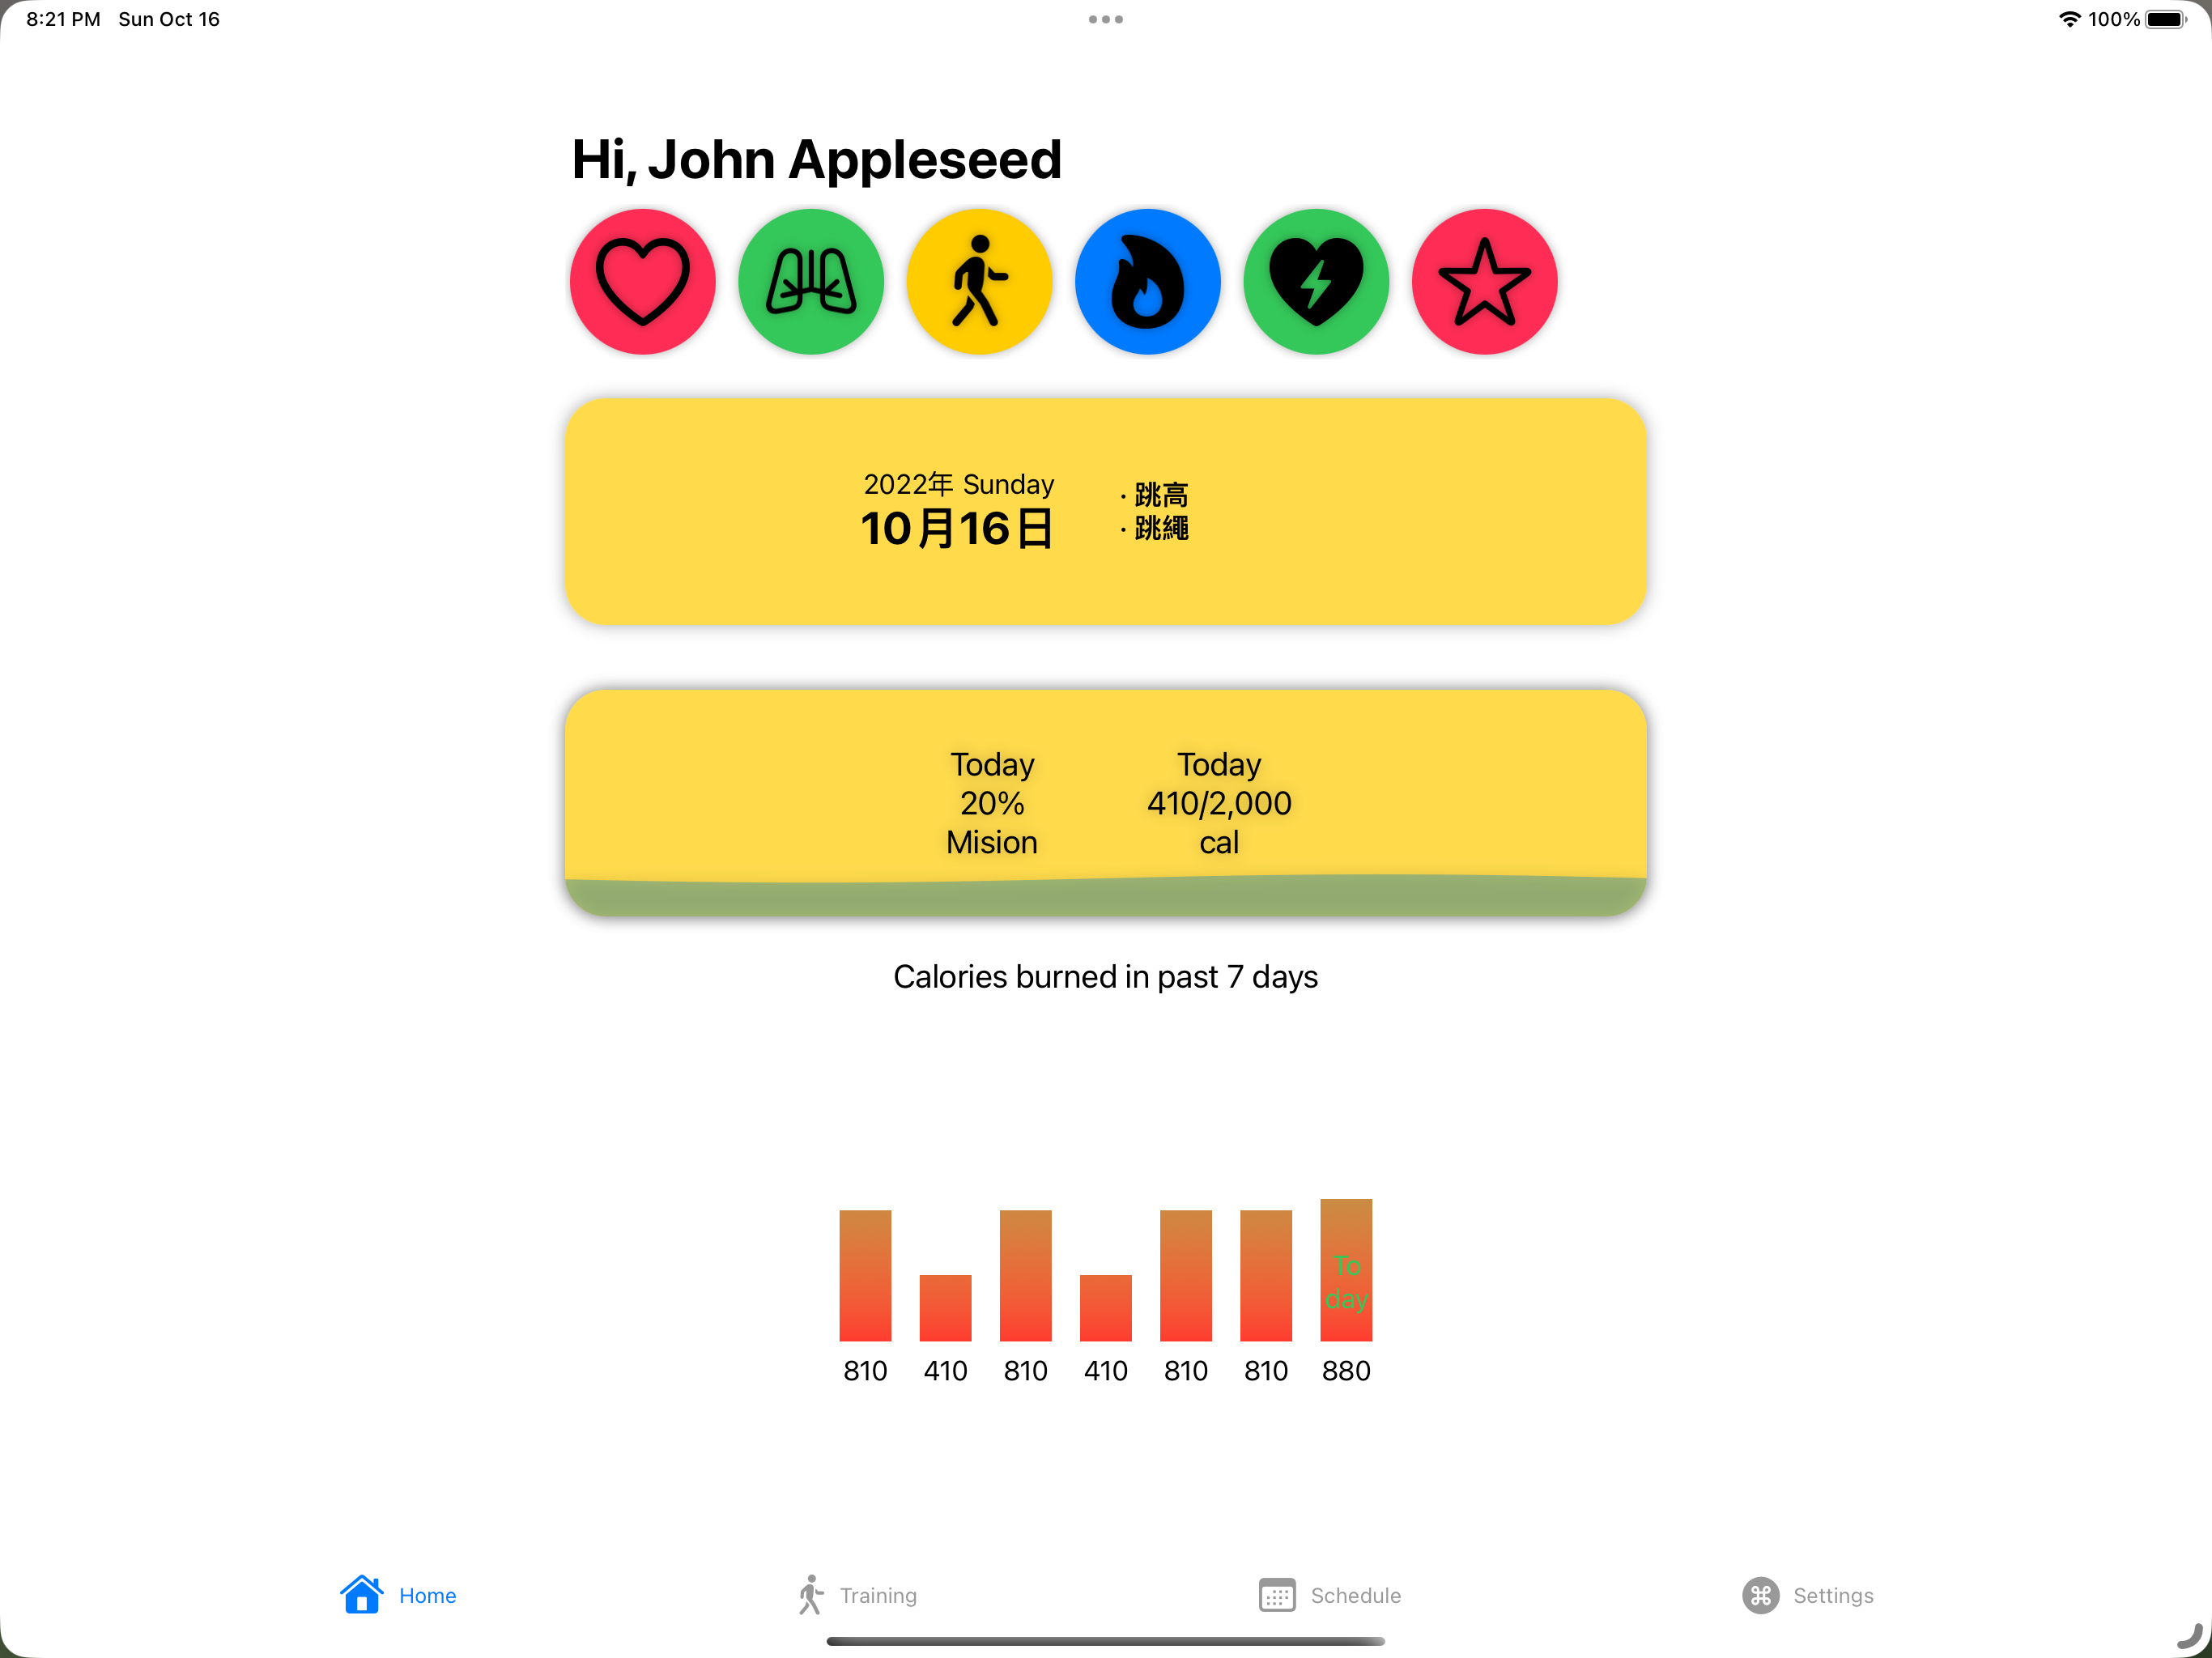 8:21 PM Sun Oct 16
100%
Hi, John Appleseed
2022年 Sunday
10月16日
· 跳高
· 跳繩
Today
20%
Mision
Today
410/2,000
cal
Calories burned in past 7 days
To
day
810 410 810 410 810 810 880
Home Training Schedule Settings